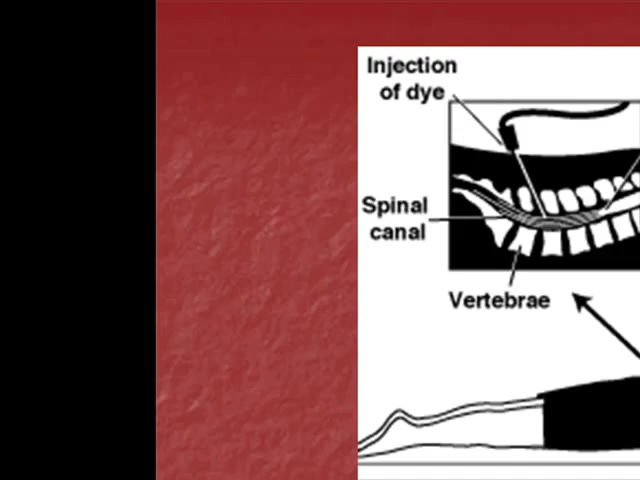 Injection
of dye
Spinal
canal
Vertebrae